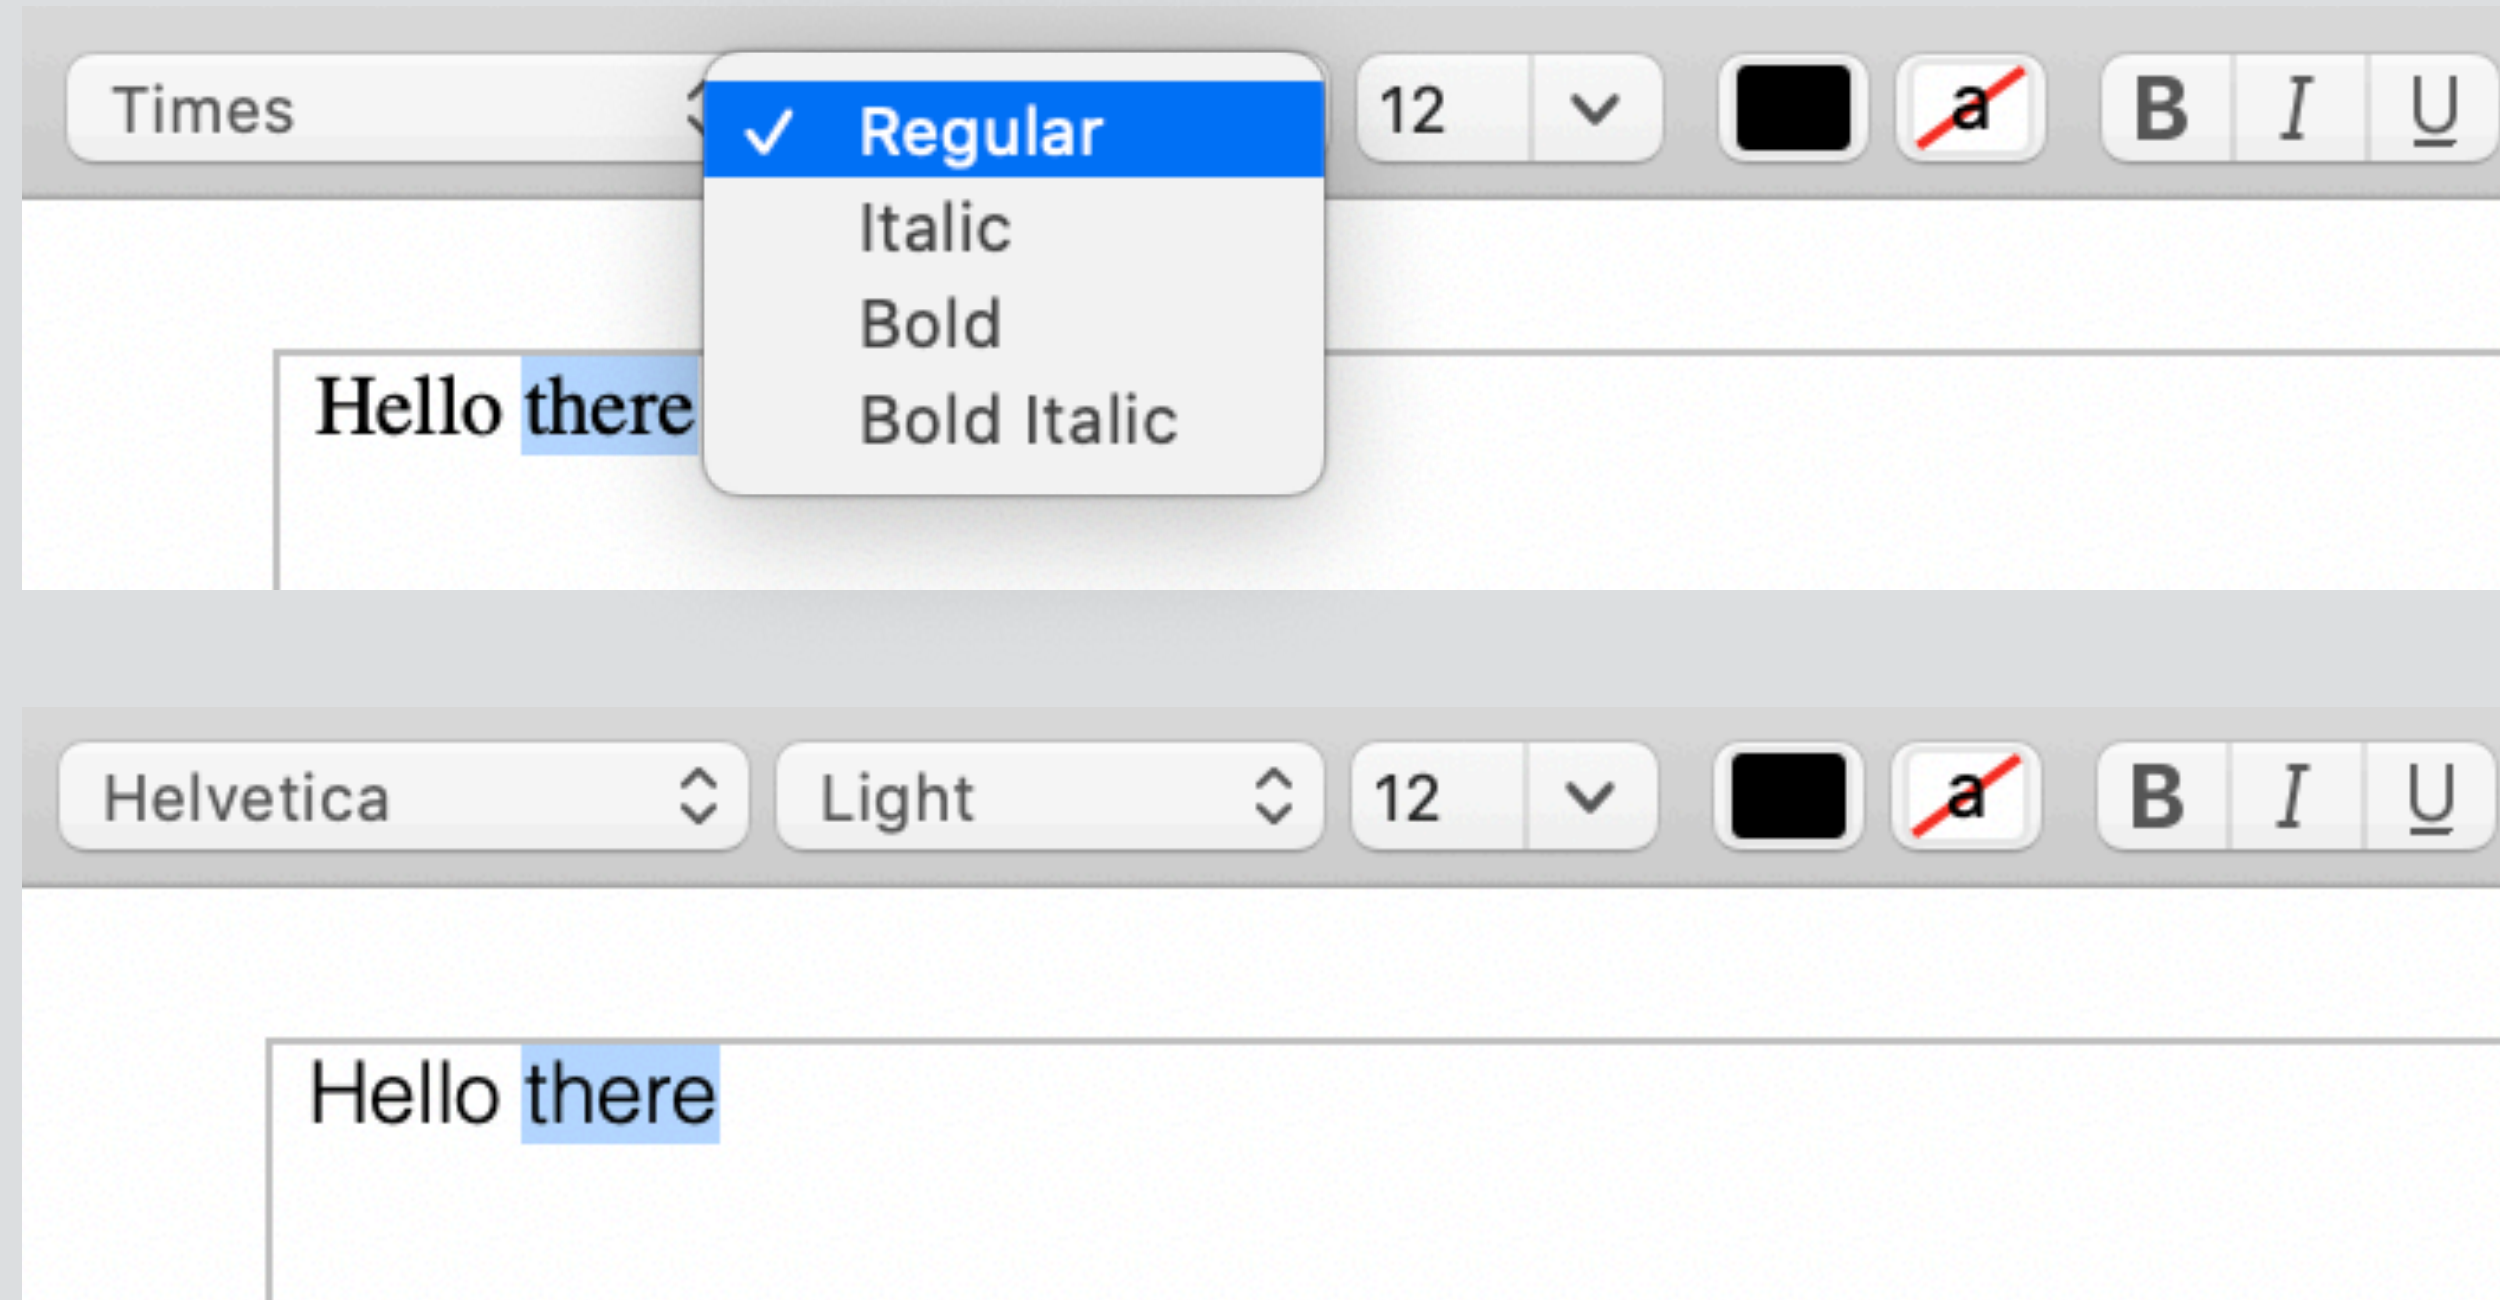 Times
Regular
12
a
B I U
Italic
Bold
Bold Italic
Hello there
Helvetica
Light
12
a
B I U
Hello there